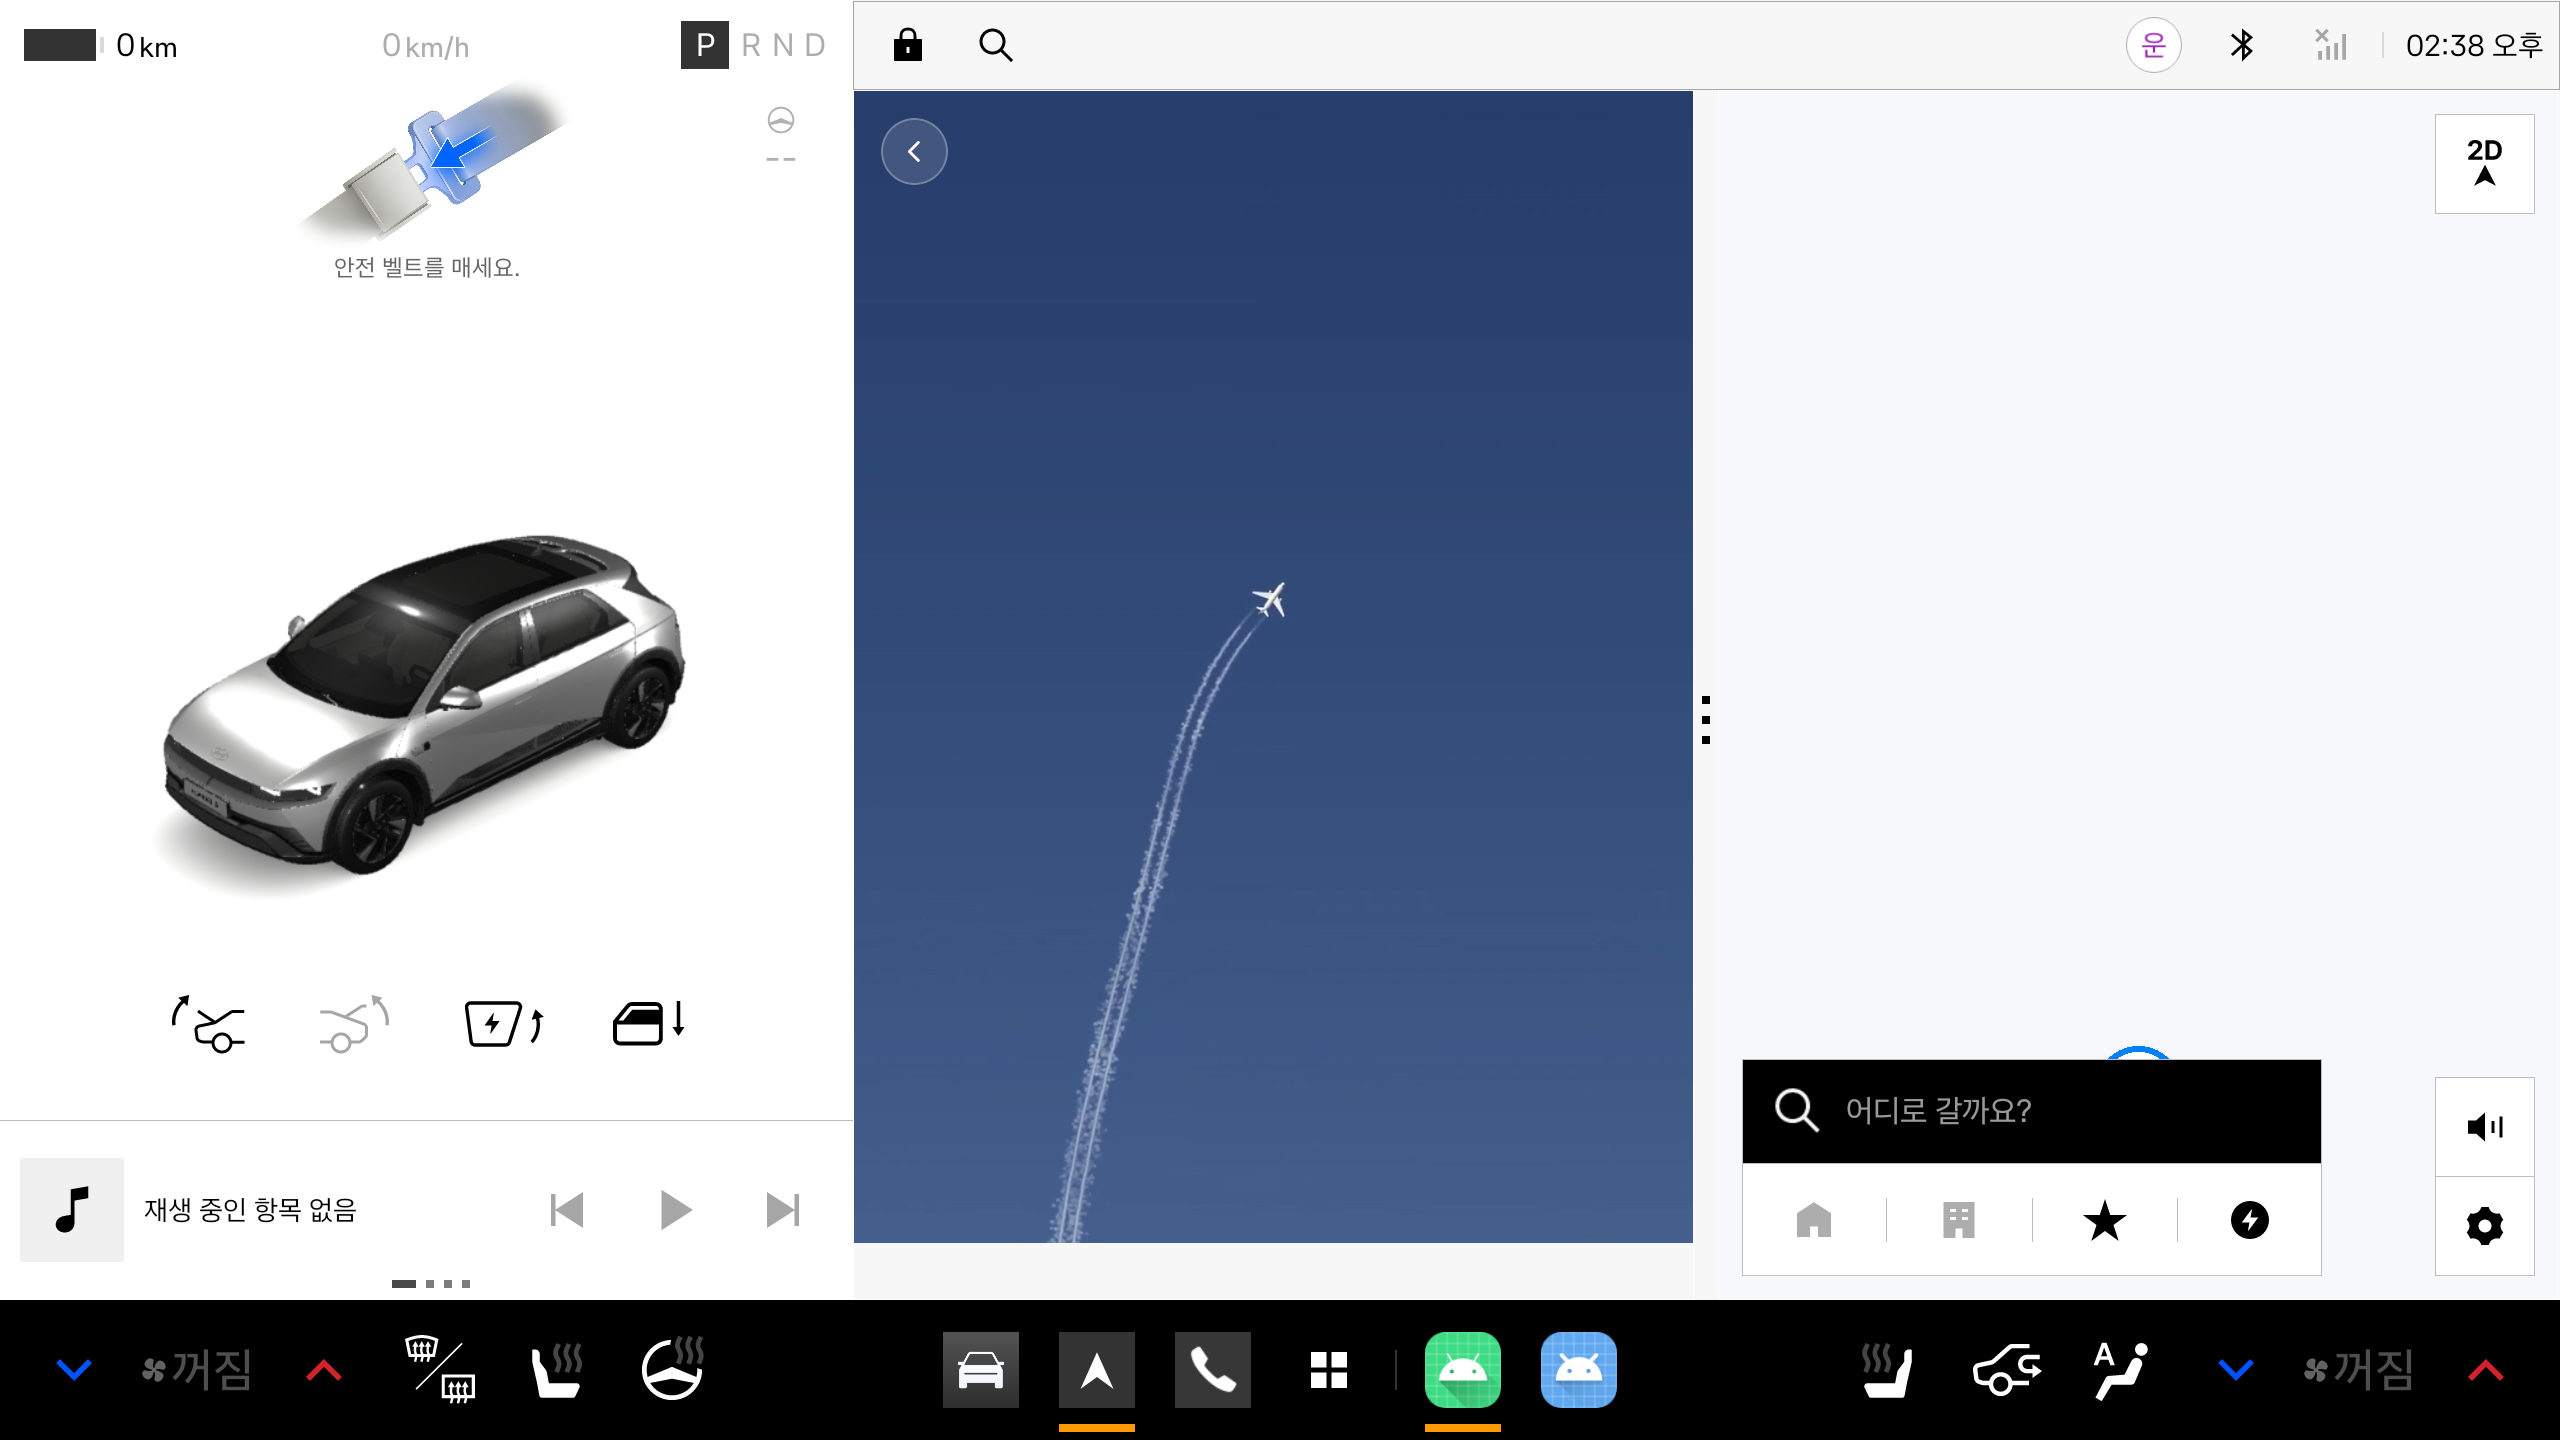 0 km
0 km/h
P R N D
운
02:38 오후
--
안전 벨트를 매세요.
2D
어디로 갈까요?
재생 중인 항목 없음
꺼짐
A
꺼짐